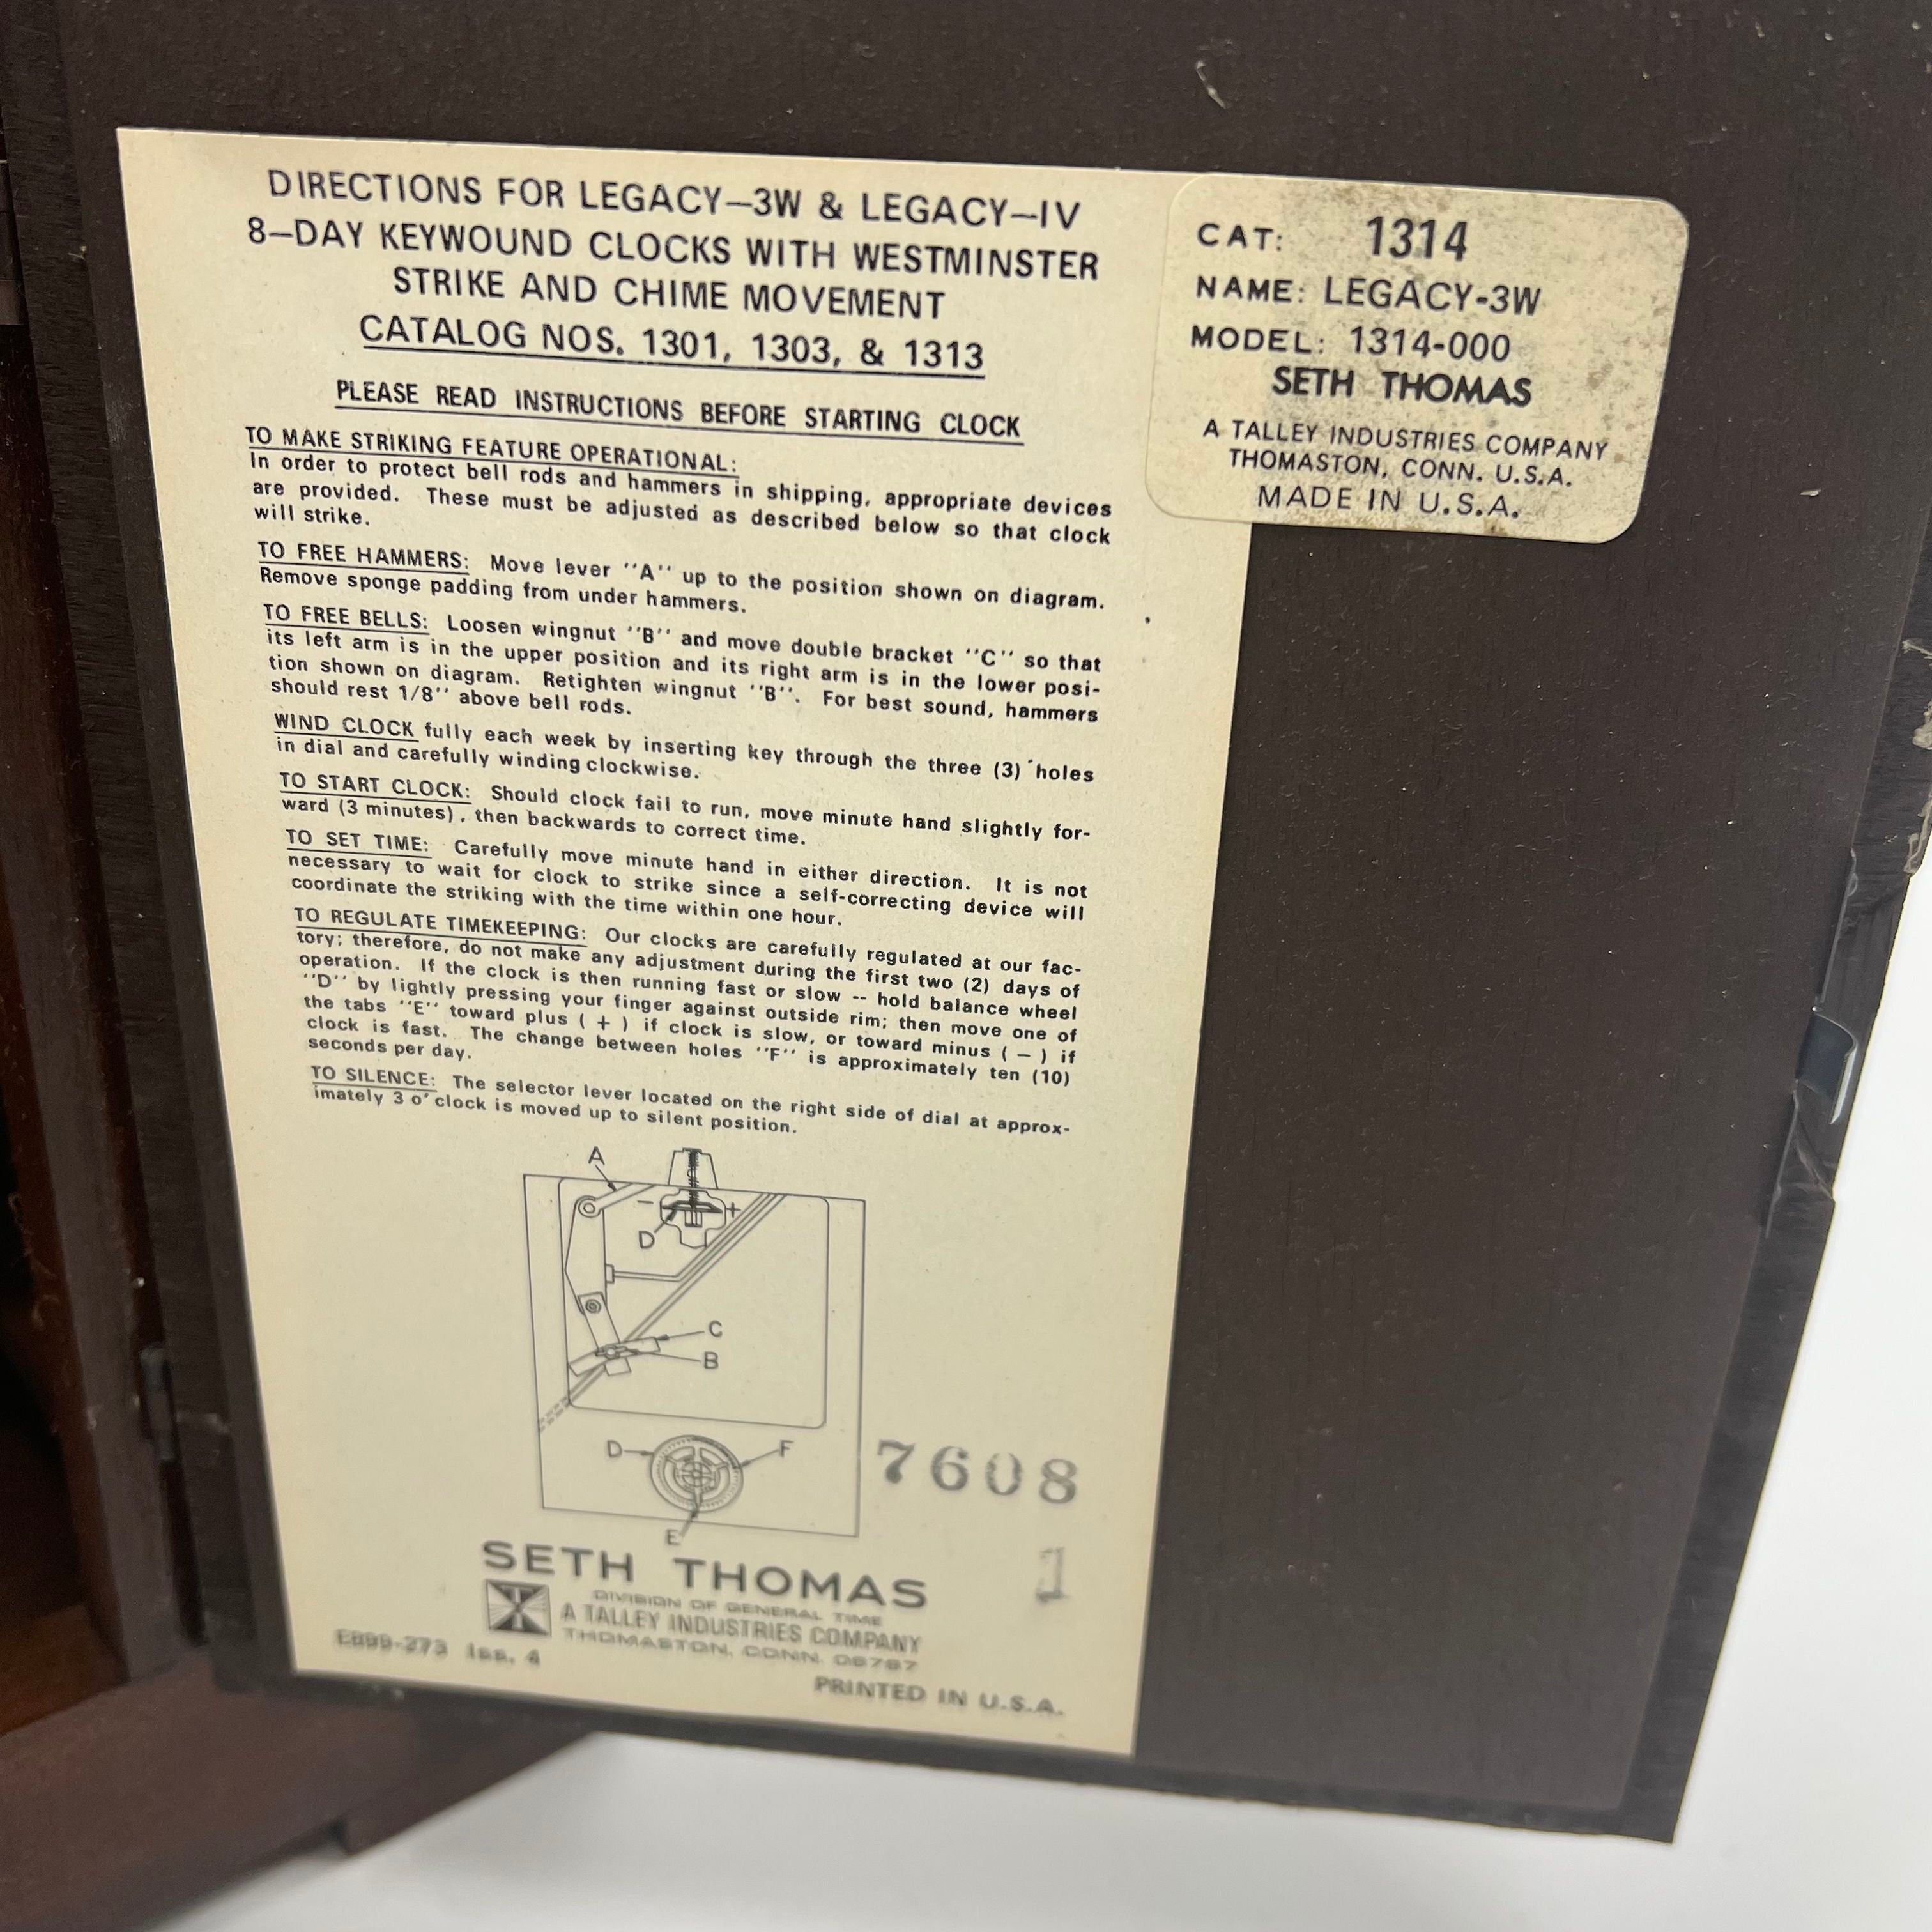 DIRECTIONS FOR LEGACY—3W & LEGACY—IV
8—DAY KEYWOUND CLOCKS WITH WESTMINSTER
STRIKE AND CHIME MOVEMENT
CATALOG NOS. 1301, 1303, & 1313
PLEASE READ INSTRUCTIONS BEFORE STARTING CLOCK
TO MAKE STRIKING FEATURE OPERATIONAL:
In order to protect bell rods and hammers in shipping, appropriate devices
are provided. These must be adjusted as described below so that clock
will strike.
TO FREE HAMMERS: Move lever ''A'' up to the position shown on diagram.
Remove sponge padding from under hammers.
TO FREE BELLS: Loosen wingnut ''B'' and move double bracket ''C'' so that
its left arm is in the upper position and its right arm is in the lower posi-
tion shown on diagram. Retighten wingnut ''B''. For best sound, hammers
should rest 1/8'' above bell rods.
WIND CLOCK fully each week by inserting key through the three (3) holes
in dial and carefully winding clockwise.
TO START CLOCK: Should clock fail to run, move minute hand slightly for-
ward (3 minutes), then backwards to correct time.
TO SET TIME: Carefully move minute hand in either direction. It is not
necessary to wait for clock to strike since a self-correcting device will
coordinate the striking with the time within one hour.
TO REGULATE TIMEKEEPING: Our clocks are carefully regulated at our fac-
tory; therefore, do not make any adjustment during the first two (2) days of
operation. If the clock is then running fast or slow -- hold balance wheel
''D'' by lightly pressing your finger against outside rim; then move one of
the tabs ''E'' toward plus ( + ) if clock is slow, or toward minus ( — ) if
clock is fast. The change between holes ''F'' is approximately ten (10)
seconds per day.
TO SILENCE: The selector lever located on the right side of dial at approx-
imately 3 o'clock is moved up to silent position.
A
— +
D
C
B
D F
E
7608
1
SETH THOMAS
DIVISION OF GENERAL TIME
A TALLEY INDUSTRIES COMPANY
THOMASTON, CONN. 06787
EB99-273 Iss. 4
PRINTED IN U.S.A.
CAT: 1314
NAME: LEGACY-3W
MODEL: 1314-000
SETH THOMAS
A TALLEY INDUSTRIES COMPANY
THOMASTON, CONN. U.S.A.
MADE IN U.S.A.